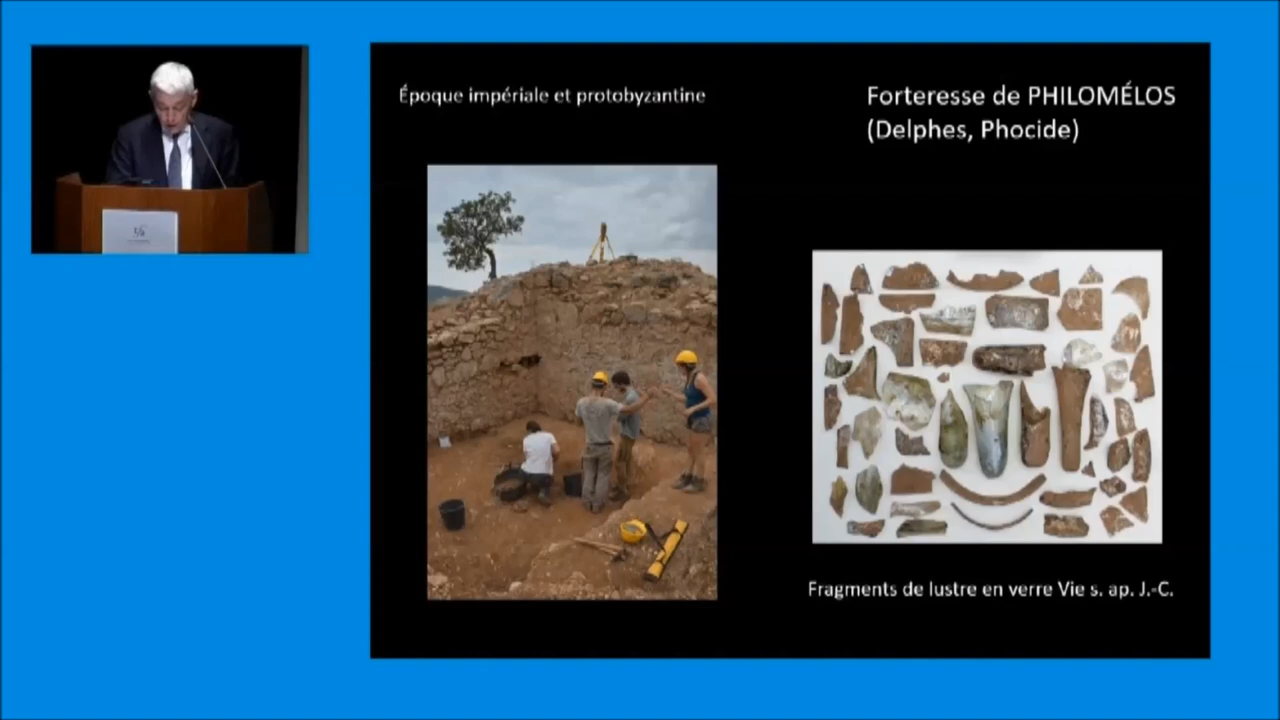 Époque impériale et protobyzantine
Forteresse de PHILOMÉLOS
(Delphes, Phocide)
Fragments de lustre en verre VIe s. ap. J.-C.